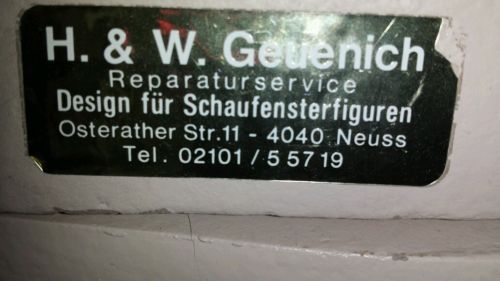 H. & W. Geuenich
Reparaturservice
Design für Schaufensterfiguren
Osterather Str.11 - 4040 Neuss
Tel. 02101 / 5 57 19